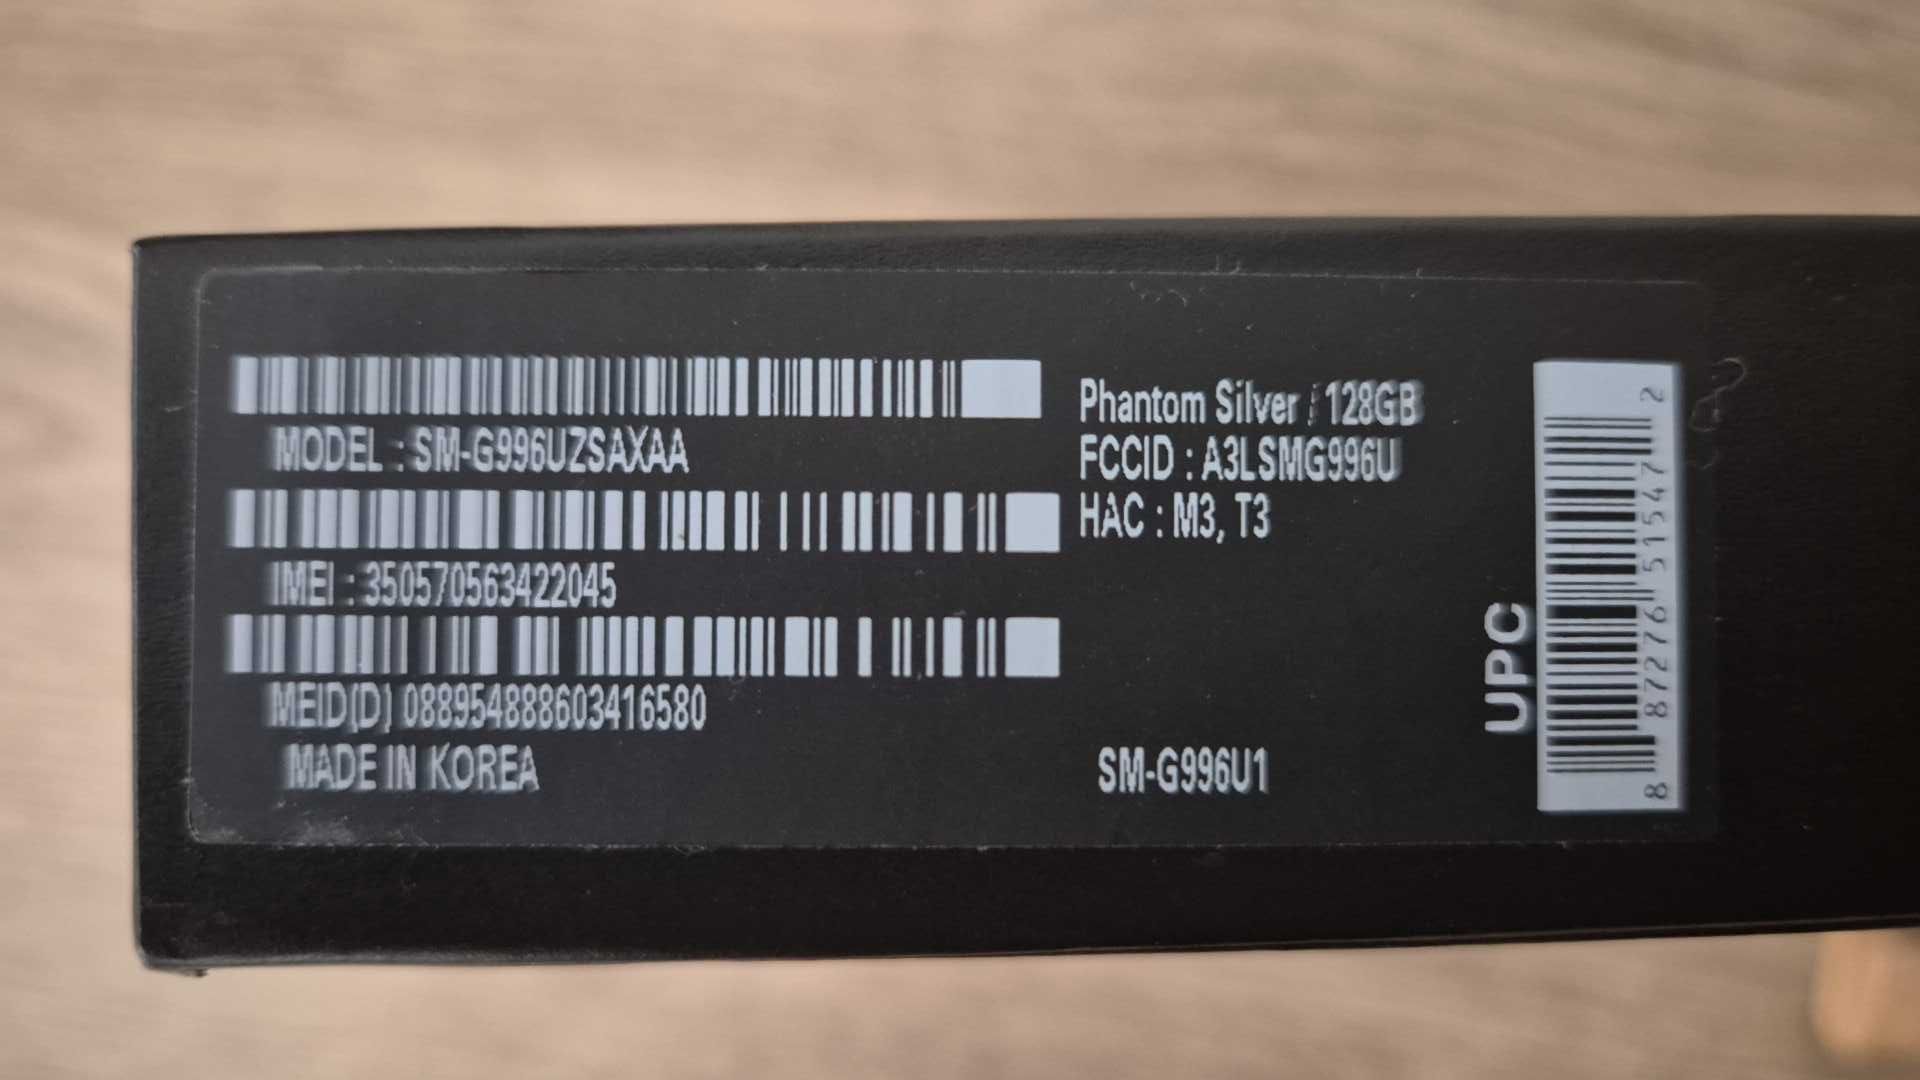 MODEL : SM-G996UZSAXAA
IMEI : 350570563422045
MEID(D) 089954888603416580
MADE IN KOREA
Phantom Silver / 128GB
FCCID : A3LSMG996U
HAC : M3, T3
SM-G996U1
UPC
8 87276 51547 2